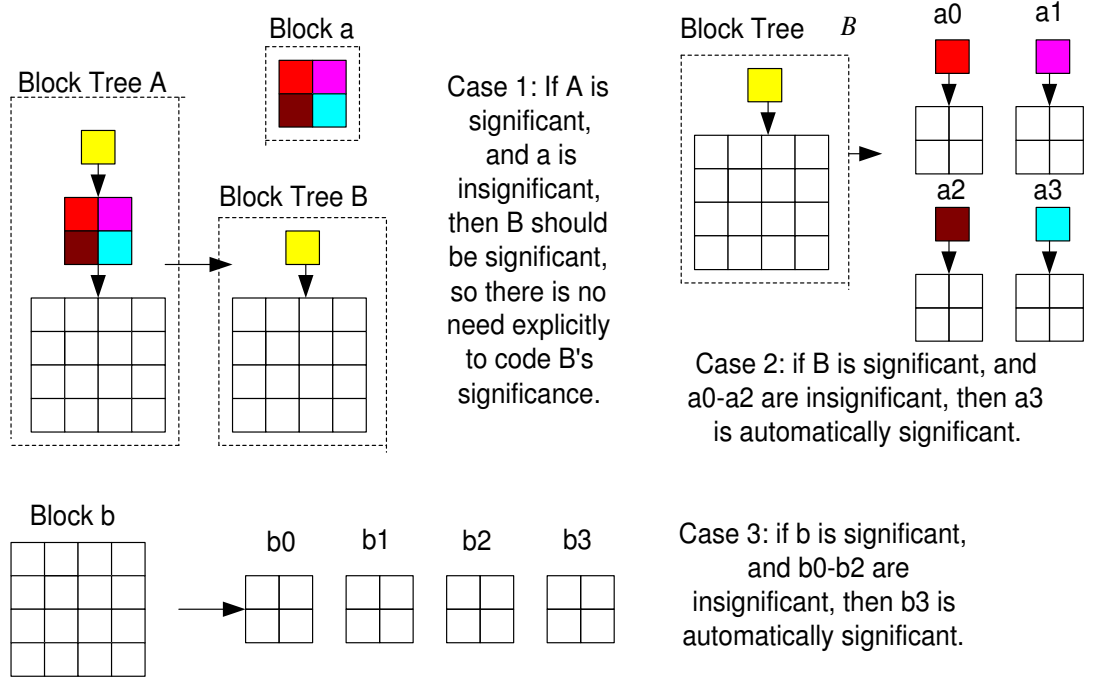 Block a
Block Tree A
Block Tree B
Case 1: If A is
significant,
and a is
insignificant,
then B should
be significant,
so there is no
need explicitly
to code B's
significance.
Block Tree B
a0 a1
a2 a3
Case 2: if B is significant, and
a0-a2 are insignificant, then a3
is automatically significant.
Block b
b0 b1 b2 b3
Case 3: if b is significant,
and b0-b2 are
insignificant, then b3 is
automatically significant.